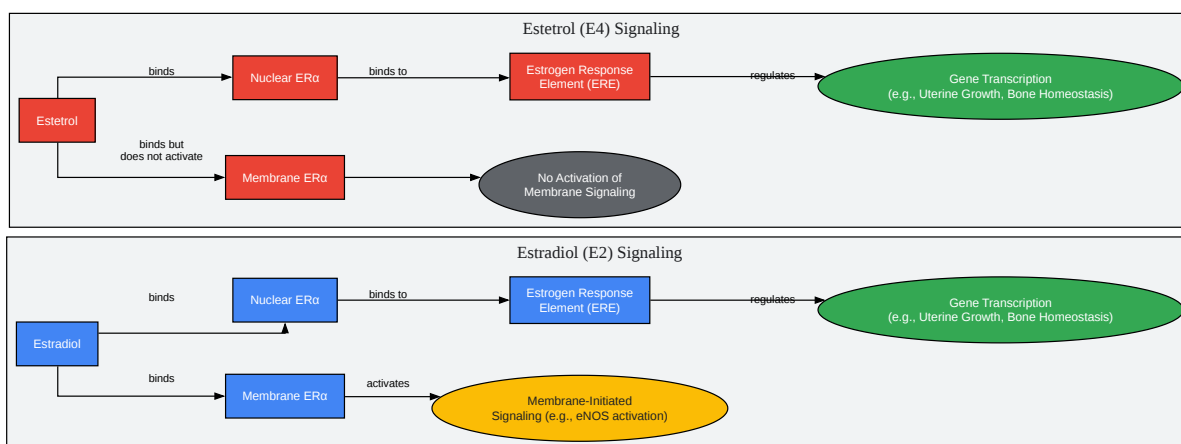 Estetrol (E4) Signaling
binds
Nuclear ERα
binds to
Estrogen Response
Element (ERE)
regulates
Gene Transcription
(e.g., Uterine Growth, Bone Homeostasis)
Estetrol
binds but
does not activate
Membrane ERα
No Activation of
Membrane Signaling
Estradiol (E2) Signaling
binds
Nuclear ERα
binds to
Estrogen Response
Element (ERE)
regulates
Gene Transcription
(e.g., Uterine Growth, Bone Homeostasis)
Estradiol
binds
Membrane ERα
activates
Membrane-Initiated
Signaling (e.g., eNOS activation)